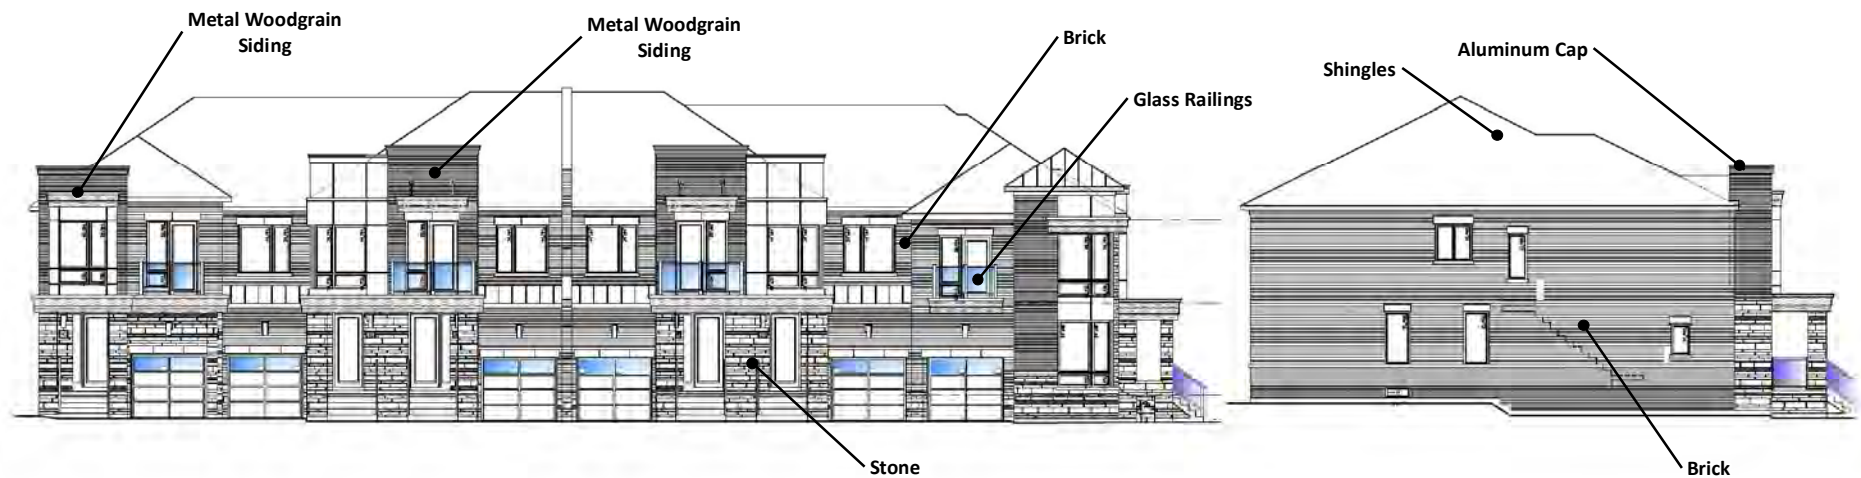 Metal Woodgrain
Siding
Metal Woodgrain
Siding
Brick
Glass Railings
Stone
Aluminum Cap
Shingles
Brick